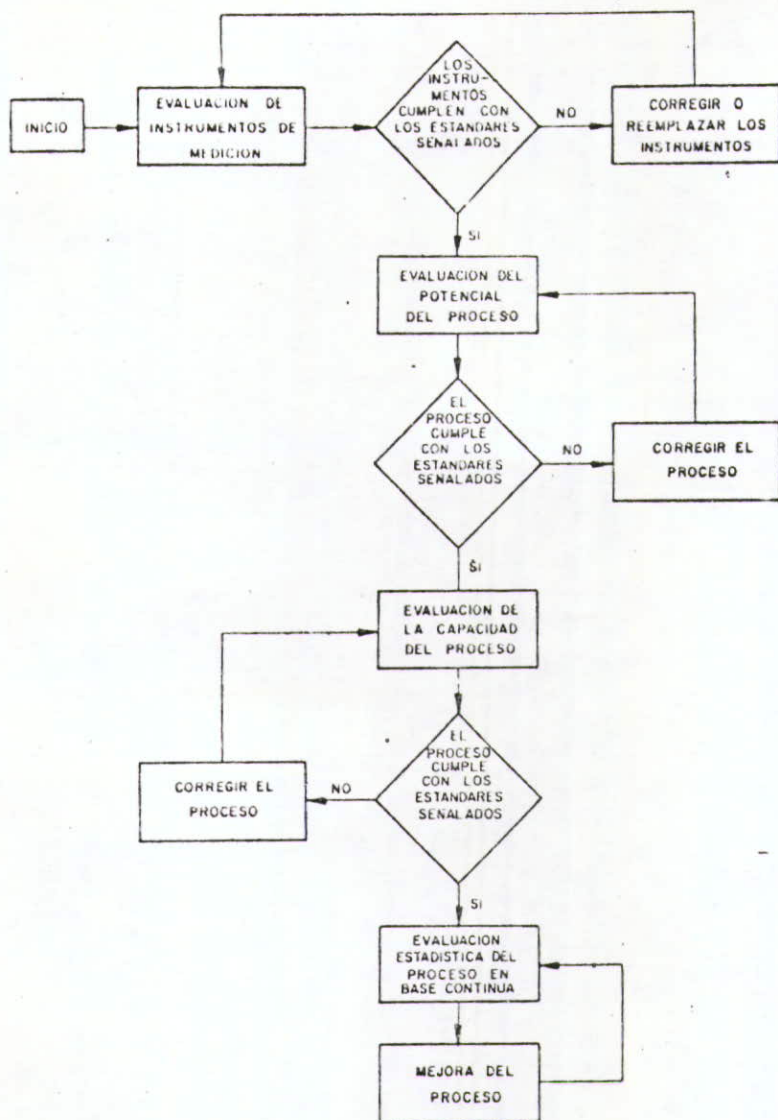 INICIO
EVALUACION DE
INSTRUMENTOS DE
MEDICION
LOS
INSTRU-
MENTOS
CUMPLEN CON
LOS ESTANDARES
SEÑALADOS
NO
CORREGIR O
REEMPLAZAR LOS
INSTRUMENTOS
SI
EVALUACION DEL
POTENCIAL
DEL PROCESO
EL
PROCESO
CUMPLE
CON LOS
ESTANDARES
SEÑALADOS
NO
CORREGIR EL
PROCESO
SI
EVALUACION DE
LA CAPACIDAD
DEL PROCESO
EL
PROCESO
CUMPLE
CON LOS
ESTANDARES
SEÑALADOS
NO
CORREGIR EL
PROCESO
SI
EVALUACION
ESTADISTICA DEL
PROCESO EN
BASE CONTINUA
MEJORA DEL
PROCESO